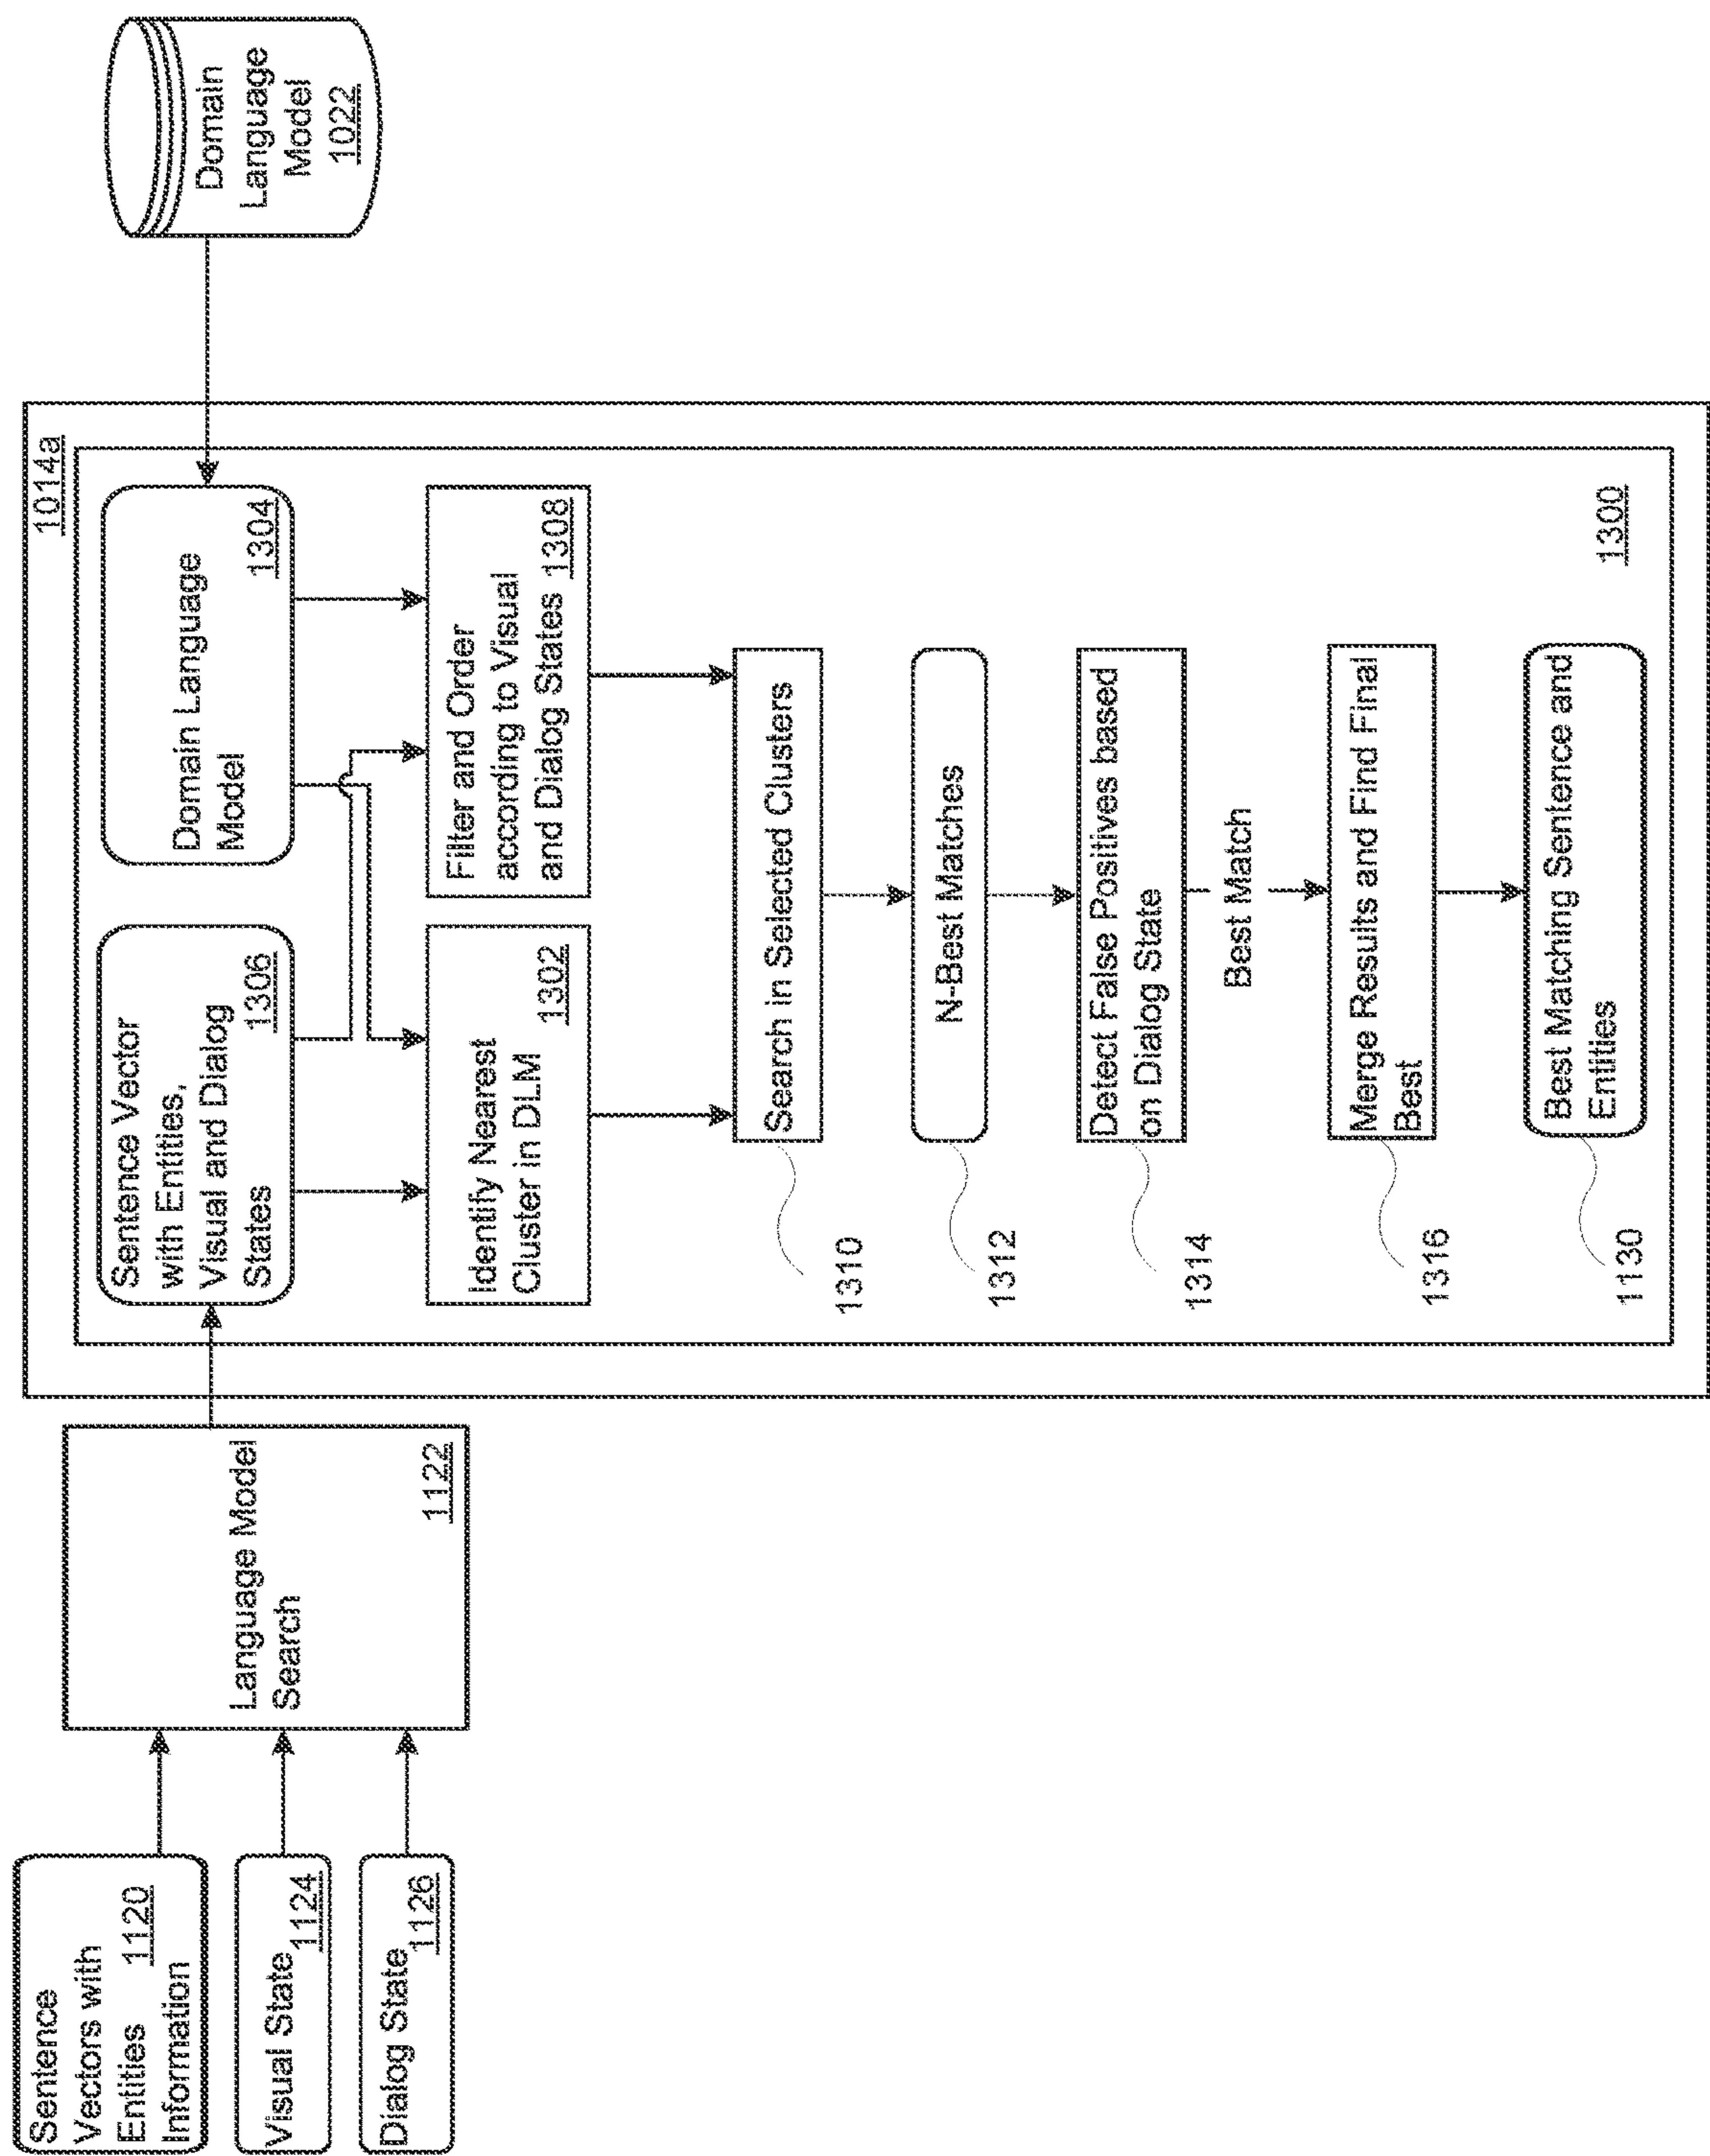 Sentence
Vectors with
Entities 1120
Information
Visual State 1124
Dialog State 1126
Language Model
Search
1122
1014a
Sentence Vector
with Entities,
Visual and Dialog
States 1306
Domain Language
Model
1304
Identify Nearest
Cluster in DLM
1302
Filter and Order
according to Visual
and Dialog States 1308
1310
Search in Selected Clusters
1312
N-Best Matches
1314
Detect False Positives based
on Dialog State
Best Match
1316
Merge Results and Find Final
Best
1130
Best Matching Sentence and
Entities
1300
Domain
Language
Model
1022